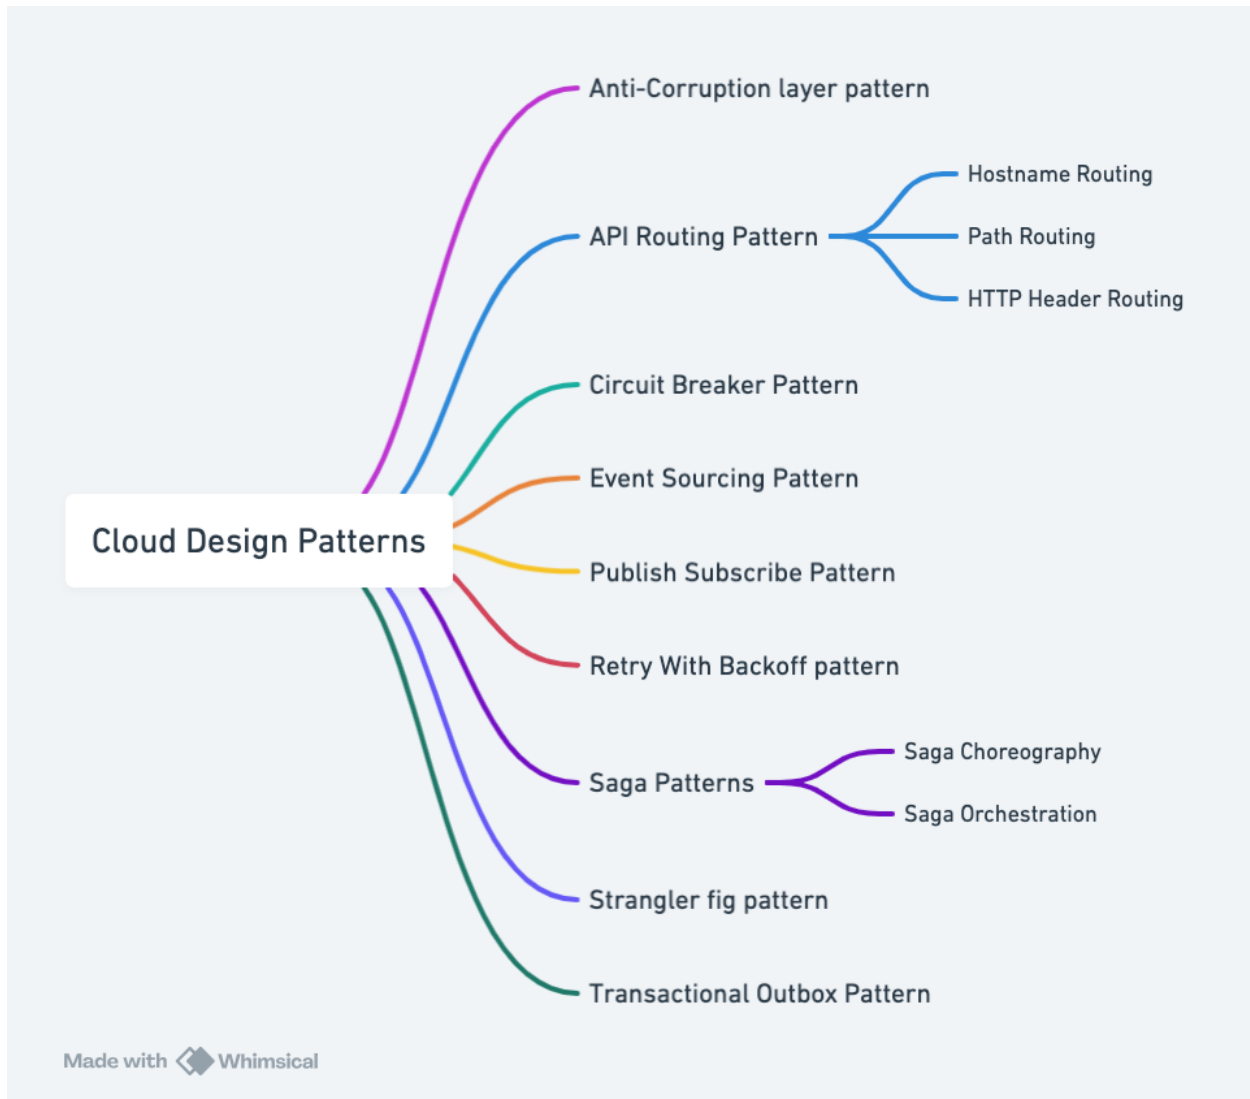 Anti-Corruption layer pattern
API Routing Pattern
Hostname Routing
Path Routing
HTTP Header Routing
Circuit Breaker Pattern
Event Sourcing Pattern
Cloud Design Patterns
Publish Subscribe Pattern
Retry With Backoff pattern
Saga Patterns
Saga Choreography
Saga Orchestration
Strangler fig pattern
Transactional Outbox Pattern
Made with Whimsical